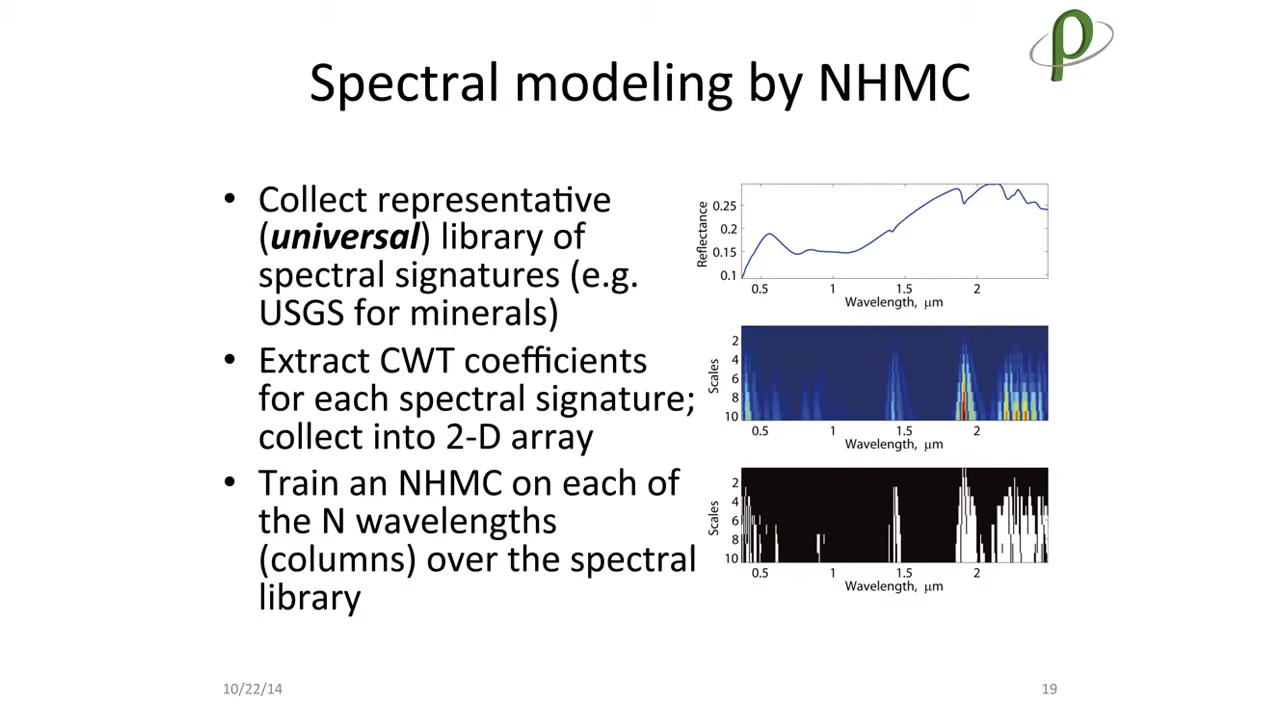 ρ
Spectral modeling by NHMC
• Collect representative
(universal) library of
spectral signatures (e.g.
USGS for minerals)
• Extract CWT coefficients
for each spectral signature;
collect into 2-D array
• Train an NHMC on each of
the N wavelengths
(columns) over the spectral
library
Reflectance
0.25
0.2
0.15
0.1
0.5 1 1.5 2
Wavelength, μm
Scales
2
4
6
8
10
0.5 1 1.5 2
Wavelength, μm
Scales
2
4
6
8
10
0.5 1 1.5 2
Wavelength, μm
10/22/14
19